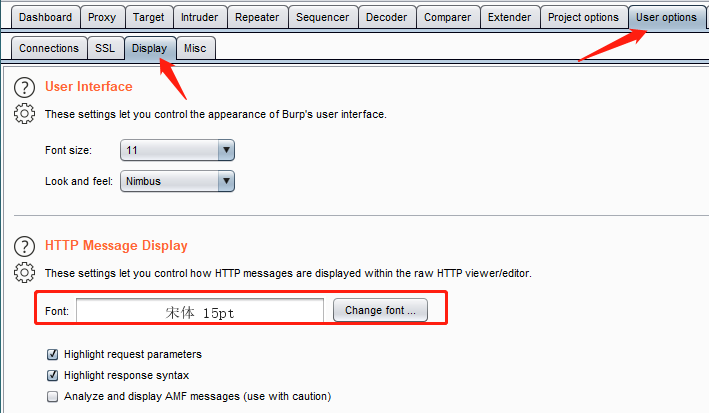 Dashboard Proxy Target Intruder Repeater Sequencer Decoder Comparer Extender Project options User options
Connections SSL Display Misc
? User Interface
These settings let you control the appearance of Burp's user interface.
Font size: 11
Look and feel: Nimbus
? HTTP Message Display
These settings let you control how HTTP messages are displayed within the raw HTTP viewer/editor.
Font: 宋体 15pt Change font ...
Highlight request parameters
Highlight response syntax
Analyze and display AMF messages (use with caution)